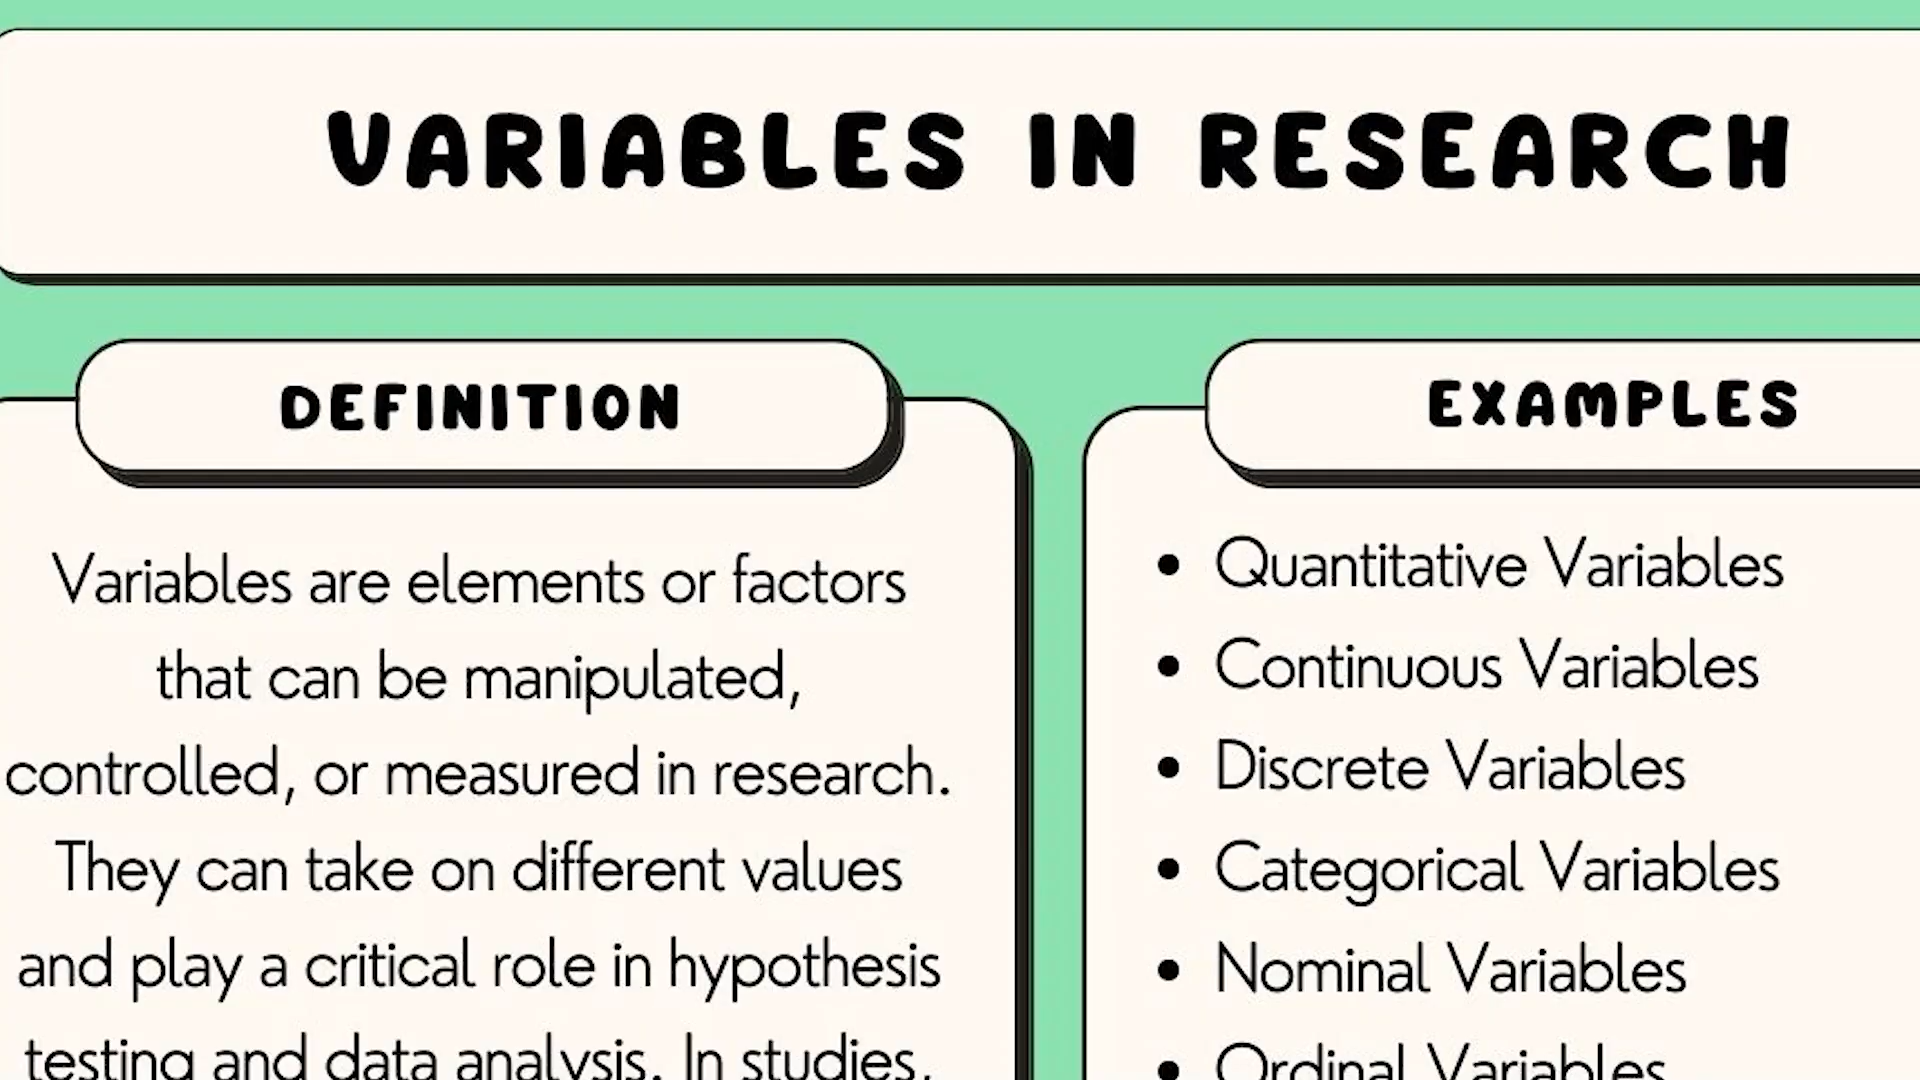 VARIABLES IN RESEARCH
DEFINITION
Variables are elements or factors
that can be manipulated,
controlled, or measured in research.
They can take on different values
and play a critical role in hypothesis
testing and data analysis. In studies,
EXAMPLES
• Quantitative Variables
• Continuous Variables
• Discrete Variables
• Categorical Variables
• Nominal Variables
• Ordinal Variables